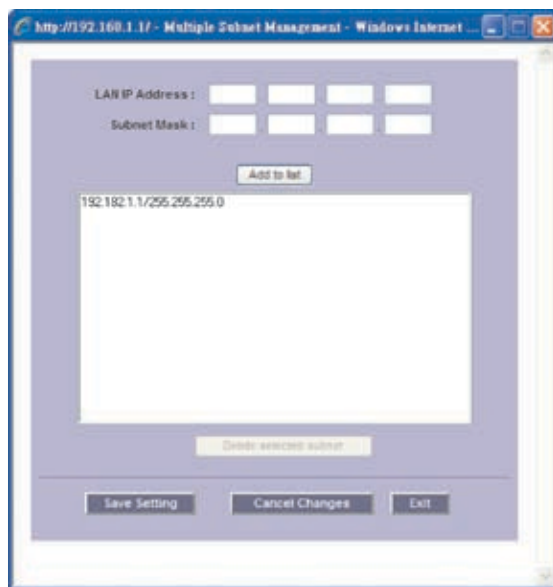 http://192.168.1.1/ - Multiple Subnet Management - Windows Internet ...
LAN IP Address :
Subnet Mask :
Add to list
192.182.1.1/255.255.255.0
Delete selected subnet
Save Setting Cancel Changes Exit